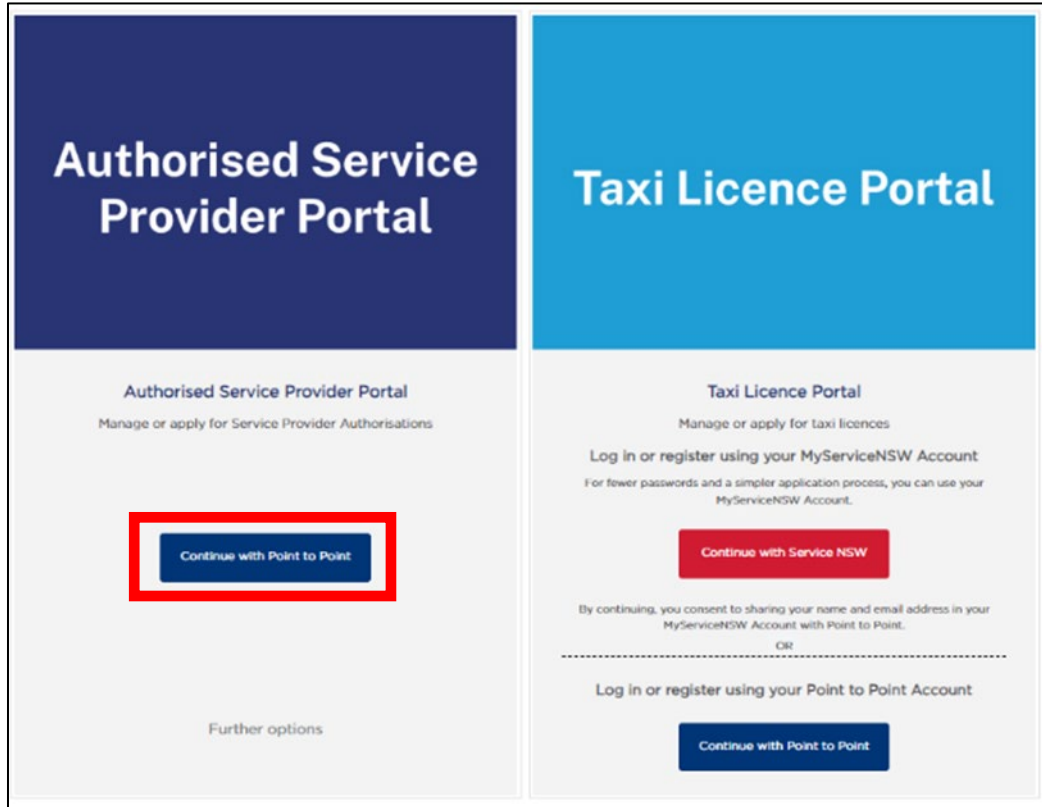 Authorised Service
Provider Portal
Authorised Service Provider Portal
Manage or apply for Service Provider Authorisations
Continue with Point to Point
Further options
Taxi Licence Portal
Taxi Licence Portal
Manage or apply for taxi licences
Log in or register using your MyServiceNSW Account
For fewer passwords and a simpler application process, you can use your
MyServiceNSW Account.
Continue with Service NSW
By continuing, you consent to sharing your name and email address in your
MyServiceNSW Account with Point to Point.
OR
Log in or register using your Point to Point Account
Continue with Point to Point